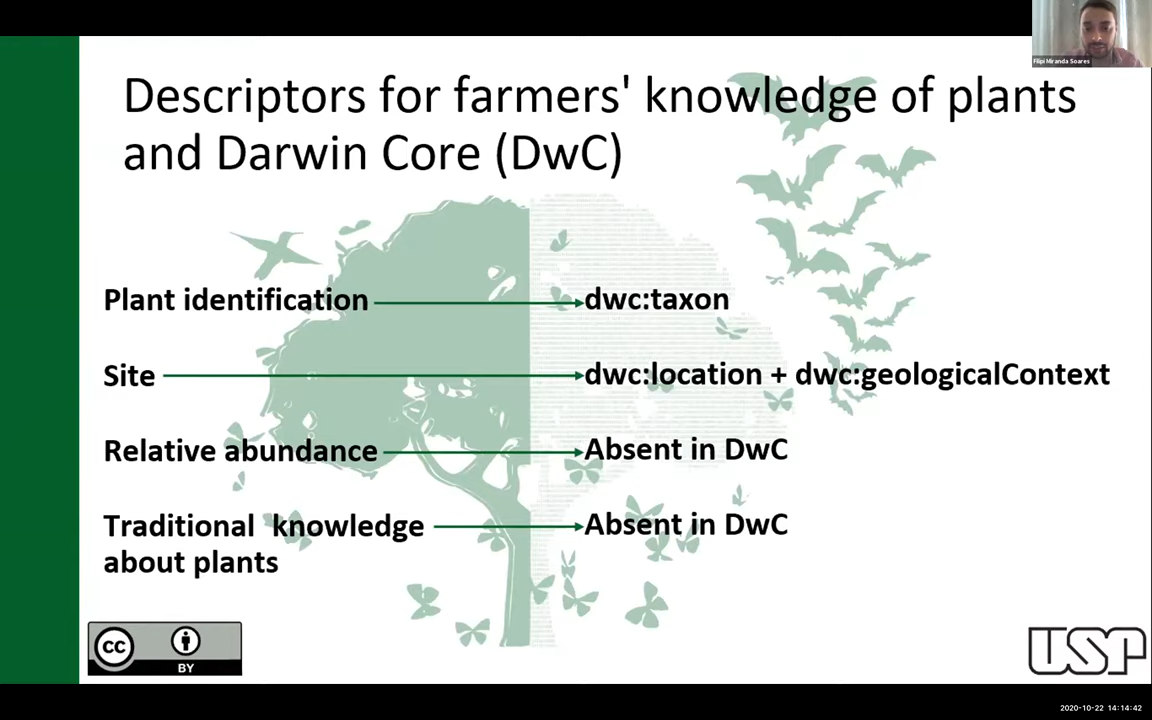 Filipi Miranda Soares
Descriptors for farmers' knowledge of plants
and Darwin Core (DwC)
Plant identification
dwc:taxon
Site
dwc:location + dwc:geologicalContext
Relative abundance
Absent in DwC
Traditional knowledge
about plants
Absent in DwC
cc
BY
USP
2020-10-22 14:14:42